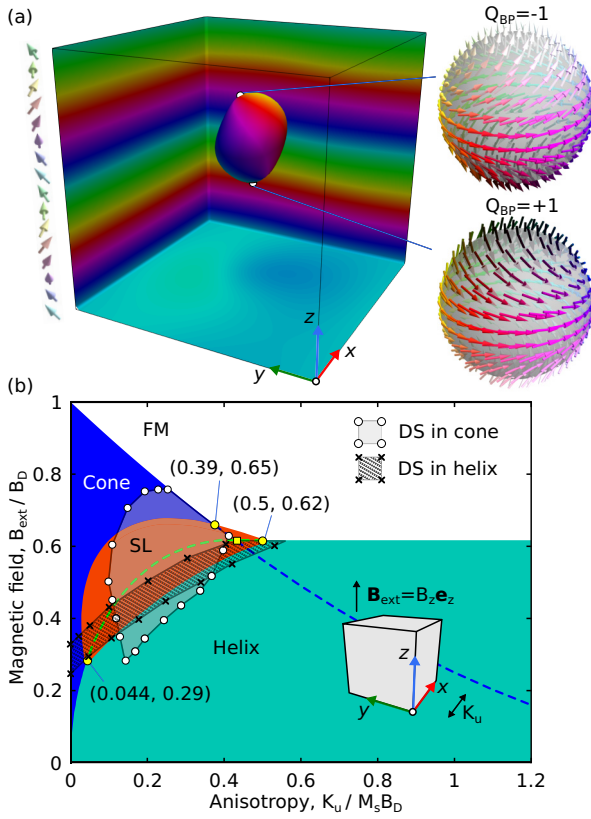 (a)
Q_BP=-1
Q_BP=+1
z
x
y
(b)
1
FM
DS in cone
DS in helix
(0.39, 0.65)
(0.5, 0.62)
0.8
Cone
SL
0.6
0.4
B_ext=B_z e_z
Helix
z
x
y
K_u
(0.044, 0.29)
0.2
0
0
0.2
0.4
0.6
0.8
1
1.2
Magnetic field, B_ext / B_D
Anisotropy, K_u / M_s B_D